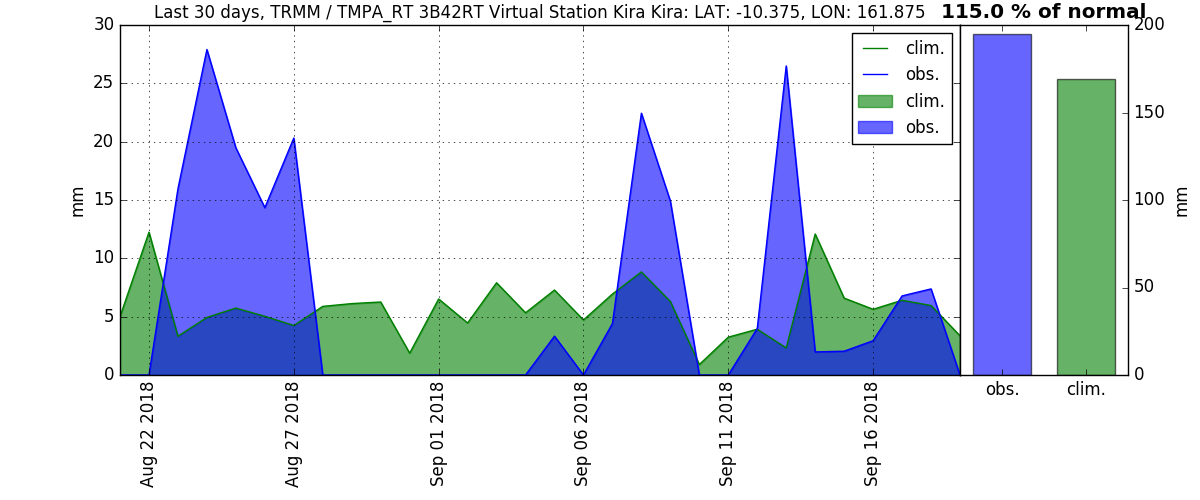 Last 30 days, TRMM / TMPA_RT 3B42RT Virtual Station Kira Kira: LAT: -10.375, LON: 161.875
115.0 % of normal
30
25
20
15
10
5
0
mm
clim.
obs.
clim.
obs.
200
150
100
50
0
mm
obs.
clim.
Aug 22 2018
Aug 27 2018
Sep 01 2018
Sep 06 2018
Sep 11 2018
Sep 16 2018